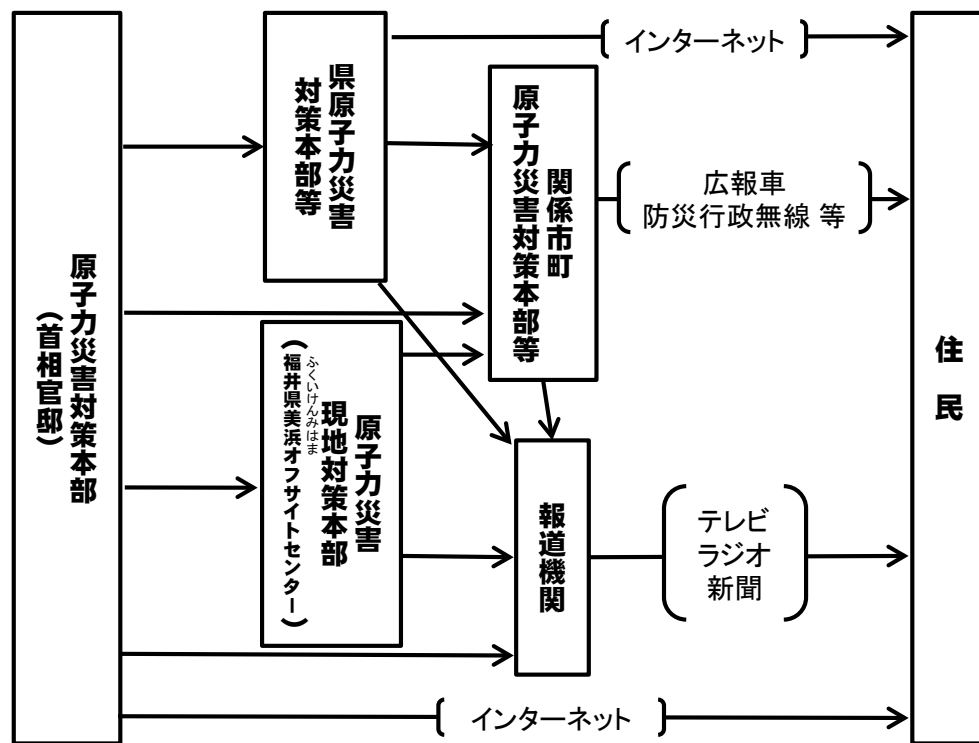 原子力災害対策本部
（首相官邸）
県原子力災害
対策本部等
原子力災害
現地対策本部
ふくいけんみはま
（福井県美浜オフサイトセンター）
関係市町
原子力災害対策本部等
報道機関
インターネット
広報車
防災行政無線 等
テレビ
ラジオ
新聞
インターネット
住民